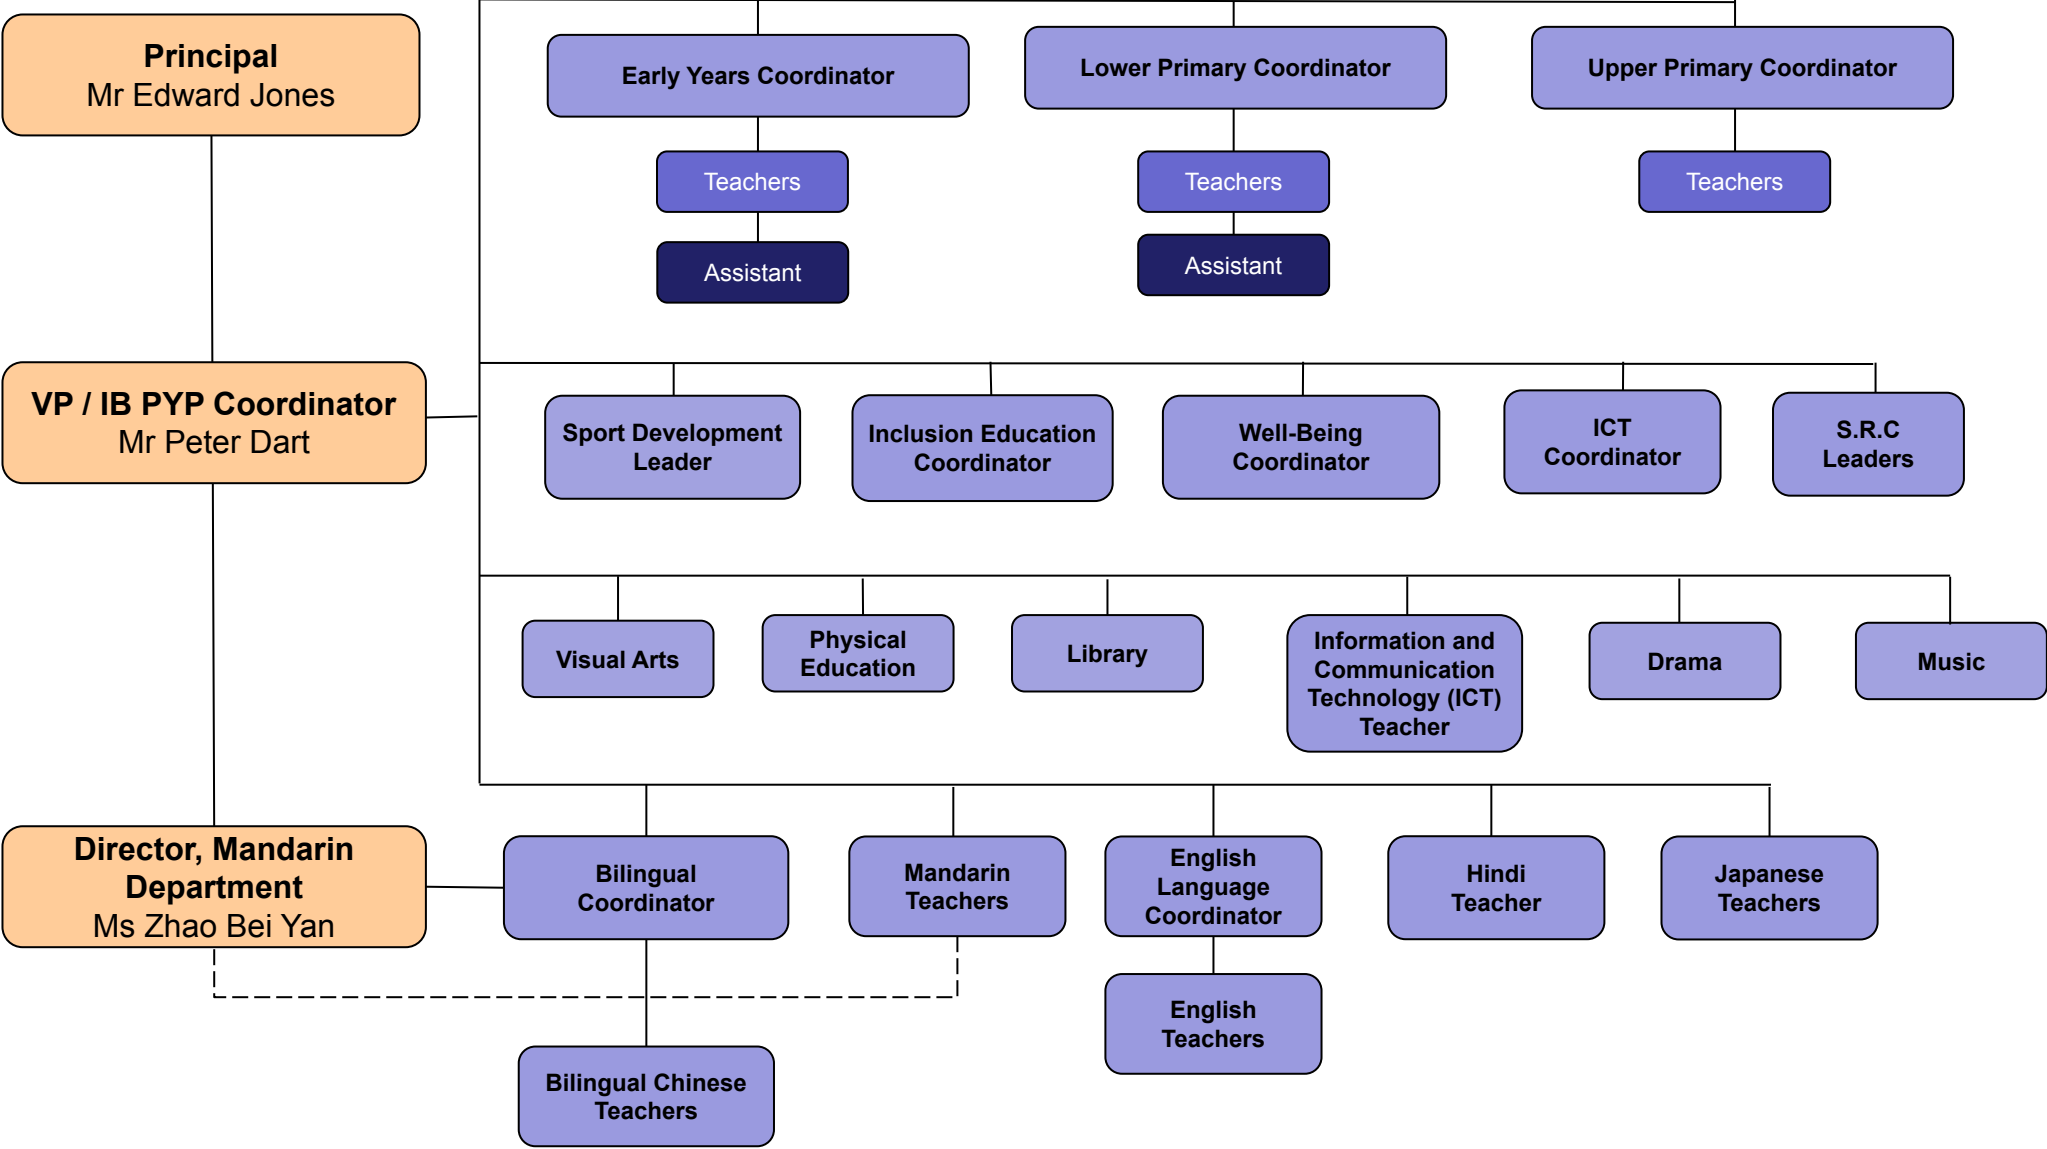 Principal
Mr Edward Jones
Early Years Coordinator
Lower Primary Coordinator
Upper Primary Coordinator
Teachers
Teachers
Teachers
Assistant
Assistant
VP / IB PYP Coordinator
Mr Peter Dart
Sport Development
Leader
Inclusion Education
Coordinator
Well-Being
Coordinator
ICT
Coordinator
S.R.C
Leaders
Visual Arts
Physical
Education
Library
Information and
Communication
Technology (ICT)
Teacher
Drama
Music
Director, Mandarin
Department
Ms Zhao Bei Yan
Bilingual
Coordinator
Mandarin
Teachers
English
Language
Coordinator
Hindi
Teacher
Japanese
Teachers
English
Teachers
Bilingual Chinese
Teachers